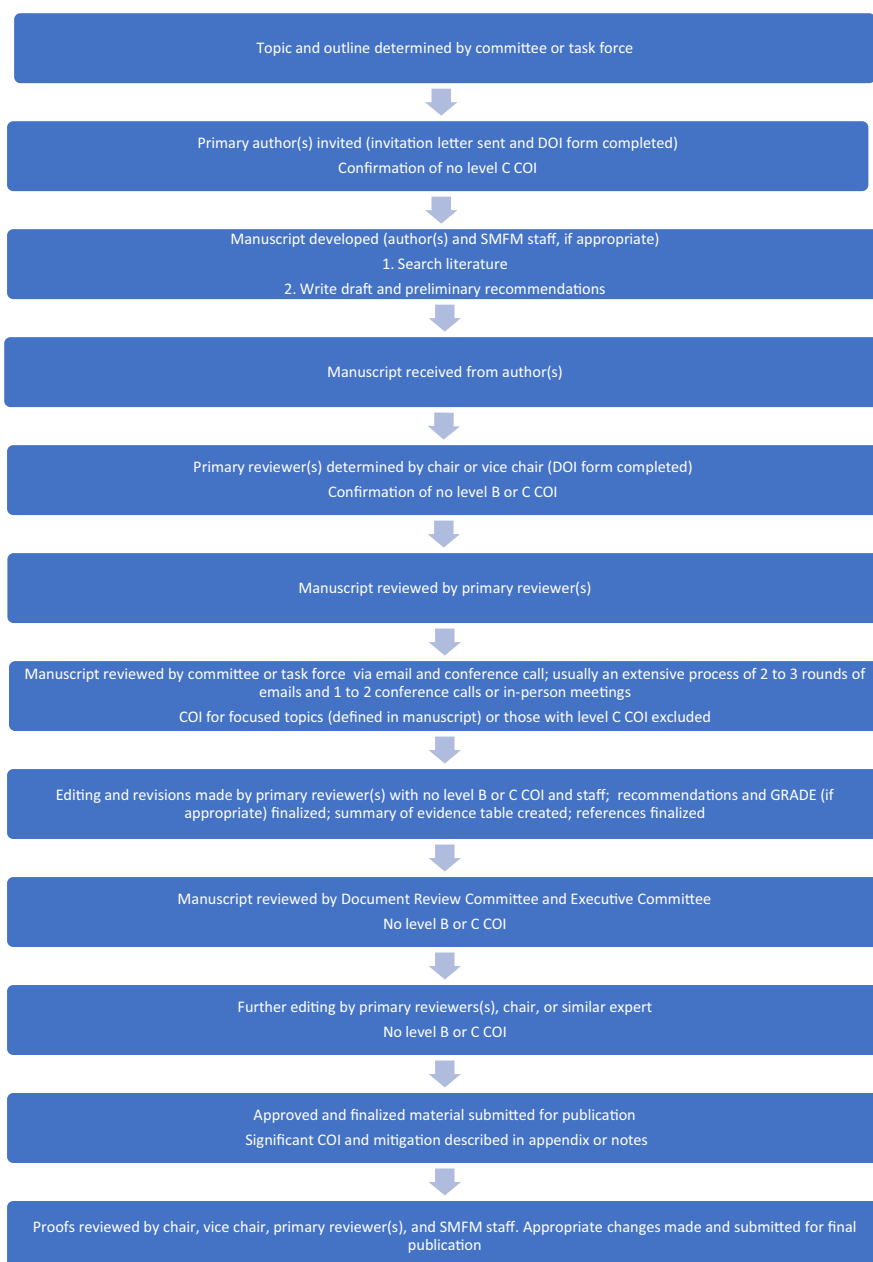 Topic and outline determined by committee or task force
Primary author(s) invited (invitation letter sent and DOI form completed)
Confirmation of no level C COI
Manuscript developed (author(s) and SMFM staff, if appropriate)
1. Search literature
2. Write draft and preliminary recommendations
Manuscript received from author(s)
Primary reviewer(s) determined by chair or vice chair (DOI form completed)
Confirmation of no level B or C COI
Manuscript reviewed by primary reviewer(s)
Manuscript reviewed by committee or task force via email and conference call; usually an extensive process of 2 to 3 rounds of
emails and 1 to 2 conference calls or in-person meetings
COI for focused topics (defined in manuscript) or those with level C COI excluded
Editing and revisions made by primary reviewer(s) with no level B or C COI and staff; recommendations and GRADE (if
appropriate) finalized; summary of evidence table created; references finalized
Manuscript reviewed by Document Review Committee and Executive Committee
No level B or C COI
Further editing by primary reviewers(s), chair, or similar expert
No level B or C COI
Approved and finalized material submitted for publication
Significant COI and mitigation described in appendix or notes
Proofs reviewed by chair, vice chair, primary reviewer(s), and SMFM staff. Appropriate changes made and submitted for final
publication